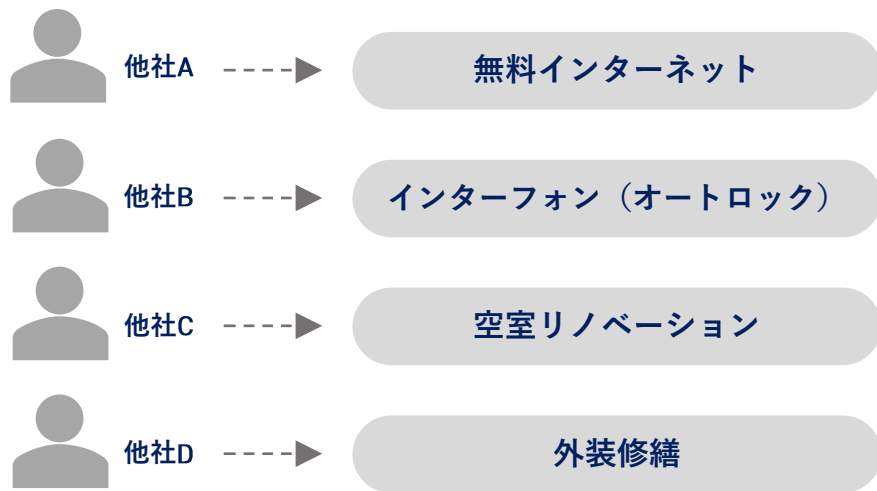 他社A
無料インターネット
他社B
インターフォン（オートロック）
他社C
空室リノベーション
他社D
外装修繕